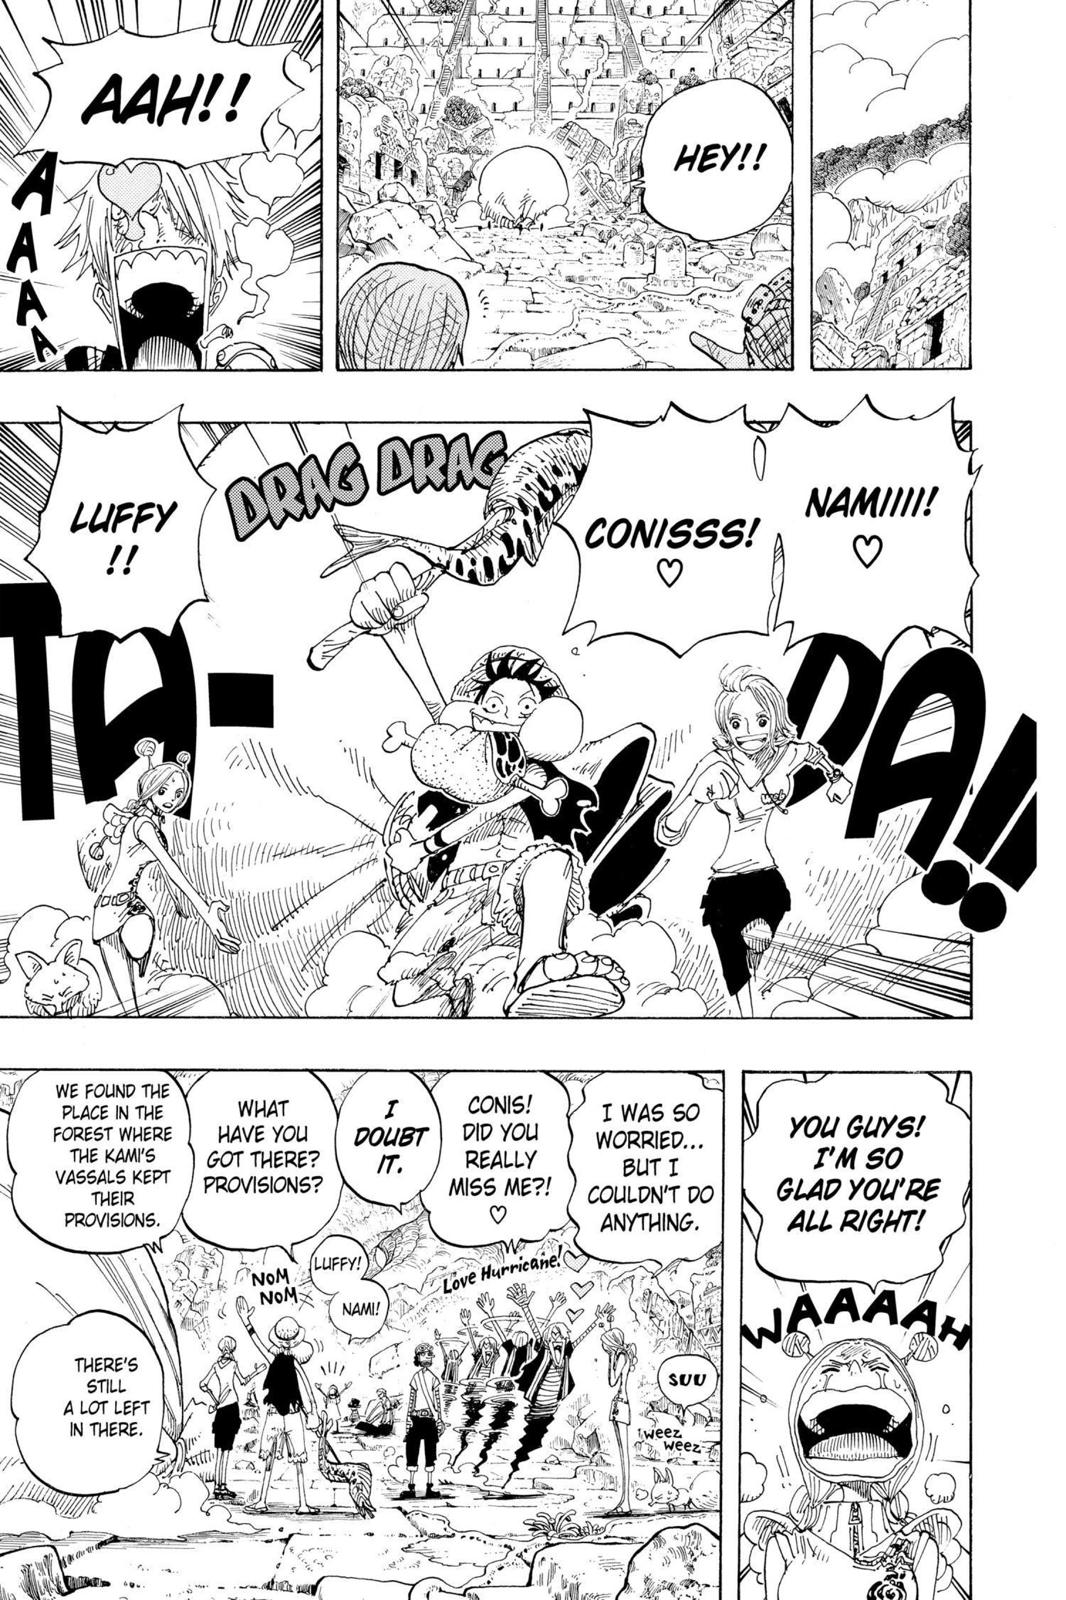 HEY!!
AAH!!
AAAA
NAMIIII!
♡
CONISSS!
♡
DRAG DRAG
LUFFY
!!
TA-
DA!!
YOU GUYS!
I'M SO
GLAD YOU'RE
ALL RIGHT!
WAAAAAH
I WAS SO
WORRIED...
BUT I
COULDN'T DO
ANYTHING.
CONIS!
DID YOU
REALLY
MISS ME?!
♡
I
DOUBT
IT.
WHAT
HAVE YOU
GOT THERE?
PROVISIONS?
WE FOUND THE
PLACE IN THE
FOREST WHERE
THE KAMI'S
VASSALS KEPT
THEIR
PROVISIONS.
SUU
weez
weez
Love Hurricane!
LUFFY!
NAMI!
NOM
NOM
THERE'S
STILL
A LOT LEFT
IN THERE.